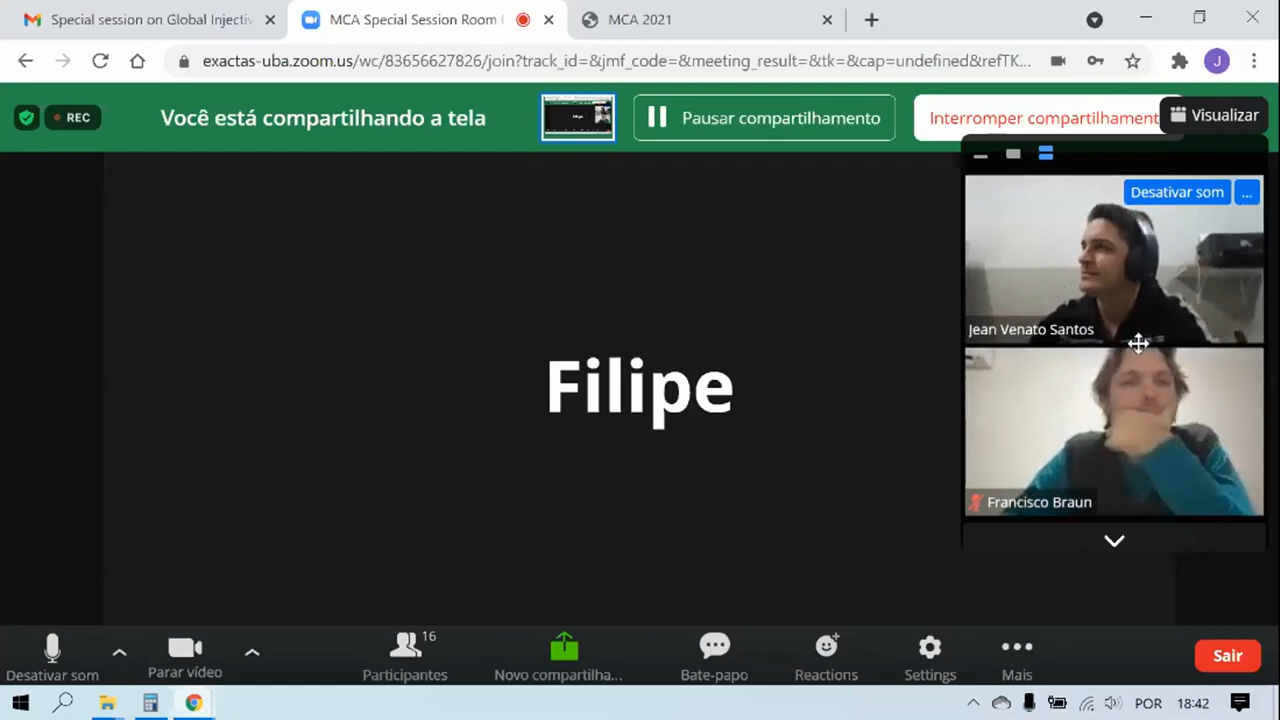 Special session on Global Injectiv
MCA Special Session Room (
MCA 2021
exactas-uba.zoom.us/wc/83656627826/join?track_id=&jmf_code=&meeting_result=&tk=&cap=undefined&refTK...
J
REC
Você está compartilhando a tela
Filipe
Pausar compartilhamento
Interromper compartilhament
Visualizar
Desativar som
...
Jean Venato Santos
Francisco Braun
Filipe
Desativar som
Parar vídeo
16
Participantes
Novo compartilha...
Bate-papo
Reactions
Settings
Mais
Sair
POR
18:42